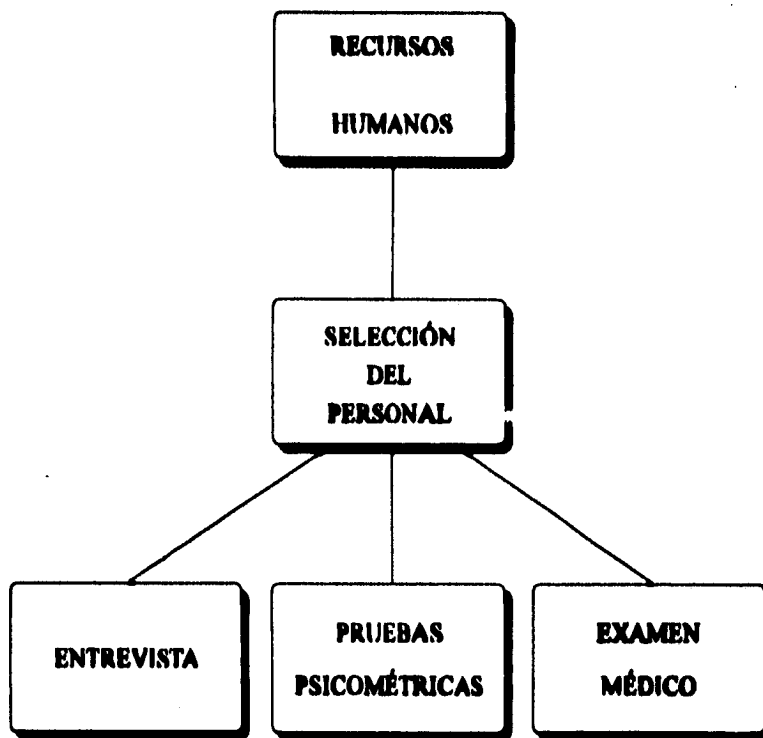 RECURSOS
HUMANOS
SELECCIÓN
DEL
PERSONAL
ENTREVISTA
PRUEBAS
PSICOMÉTRICAS
EXAMEN
MÉDICO